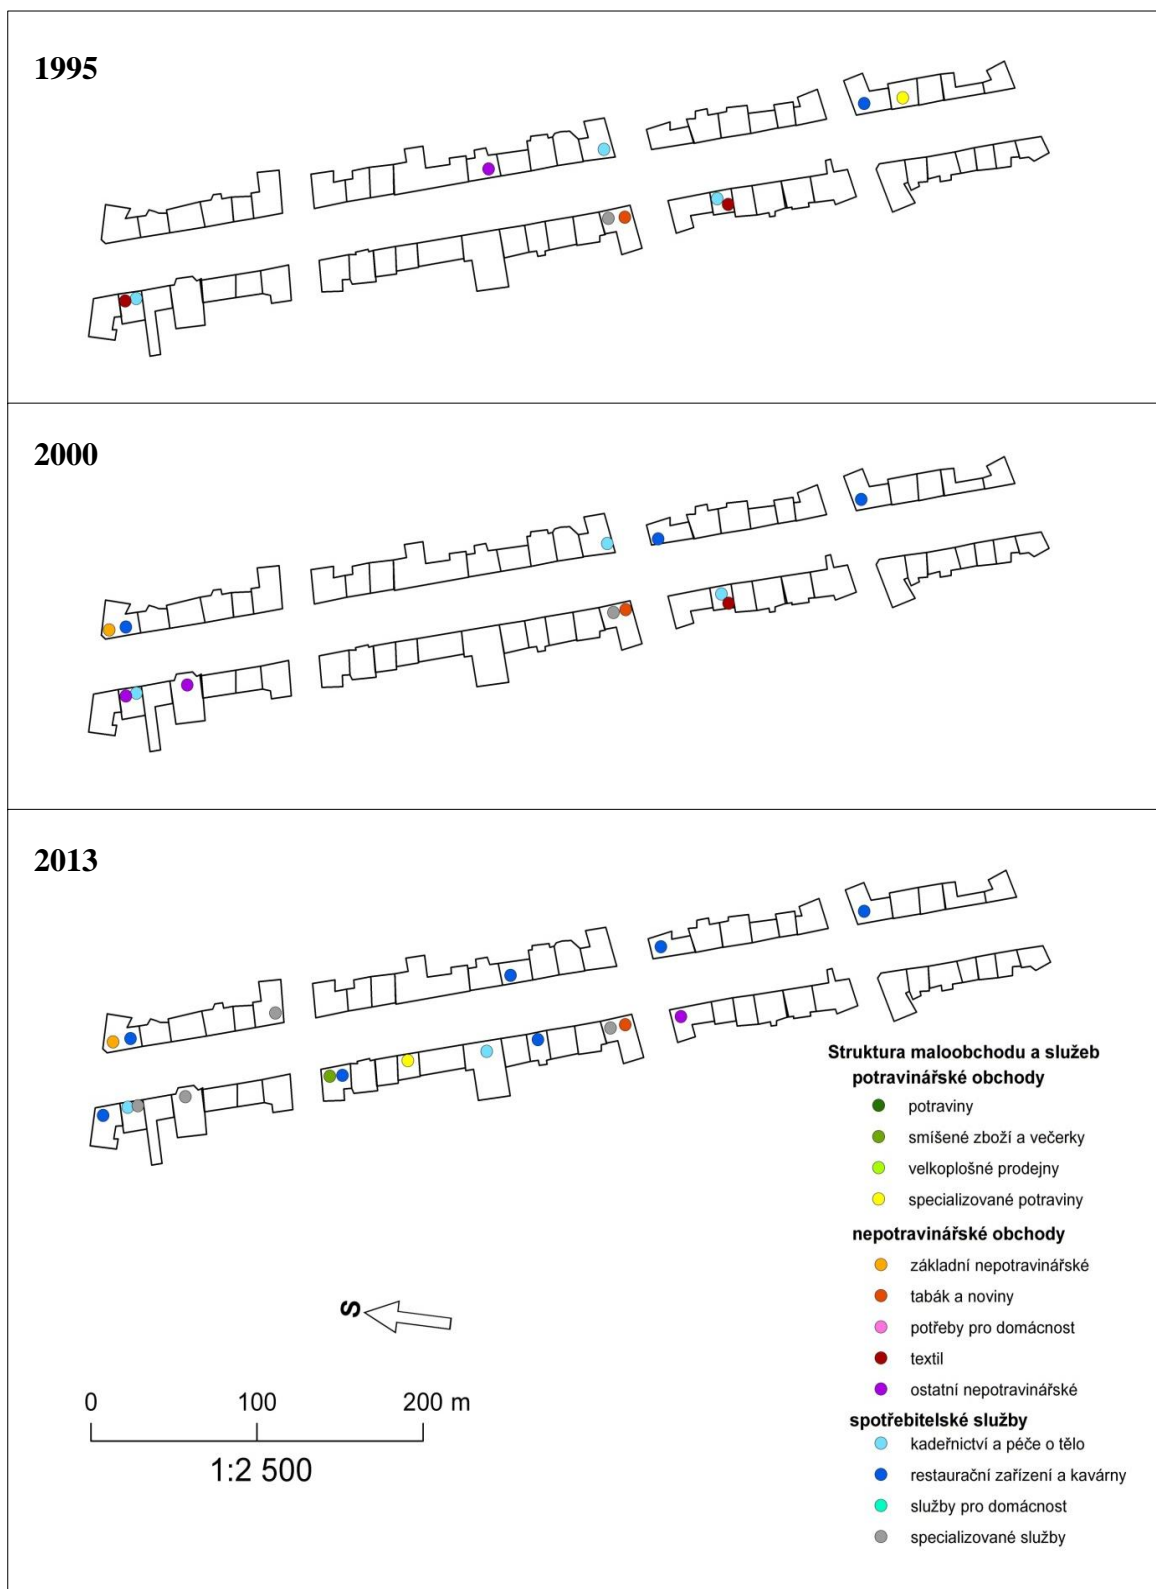 1995
2000
2013
Struktura maloobchodu a služeb
potravinářské obchody
potraviny
smíšené zboží a večerky
velkoplošné prodejny
specializované potraviny
nepotravinářské obchody
základní nepotravinářské
tabák a noviny
potřeby pro domácnost
textil
ostatní nepotravinářské
spotřebitelské služby
kadeřnictví a péče o tělo
restaurační zařízení a kavárny
služby pro domácnost
specializované služby
S
0 100 200 m
1:2 500